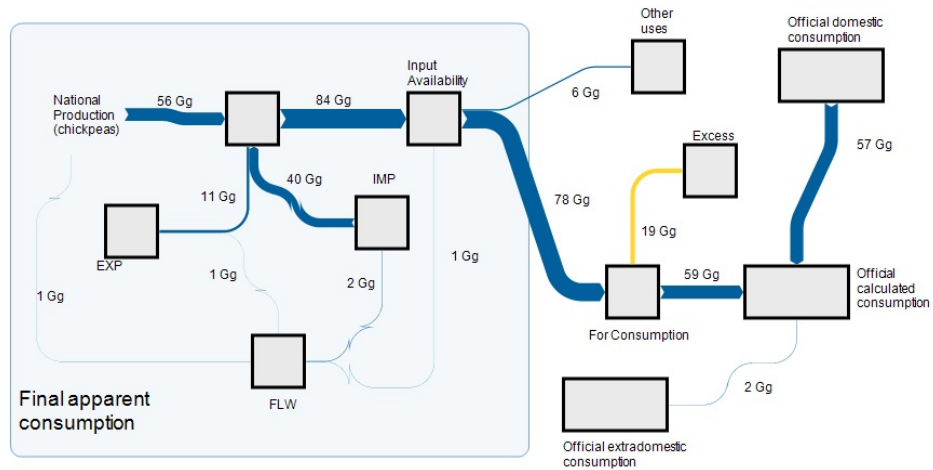 Other
uses
Official domestic
consumption
Input
Availability
National
Production
(chickpeas)
56 Gg
84 Gg
6 Gg
57 Gg
Excess
11 Gg
40 Gg
IMP
78 Gg
19 Gg
EXP
1 Gg
1 Gg
2 Gg
1 Gg
59 Gg
Official
calculated
consumption
For Consumption
FLW
2 Gg
Final apparent
consumption
Official extradomestic
consumption